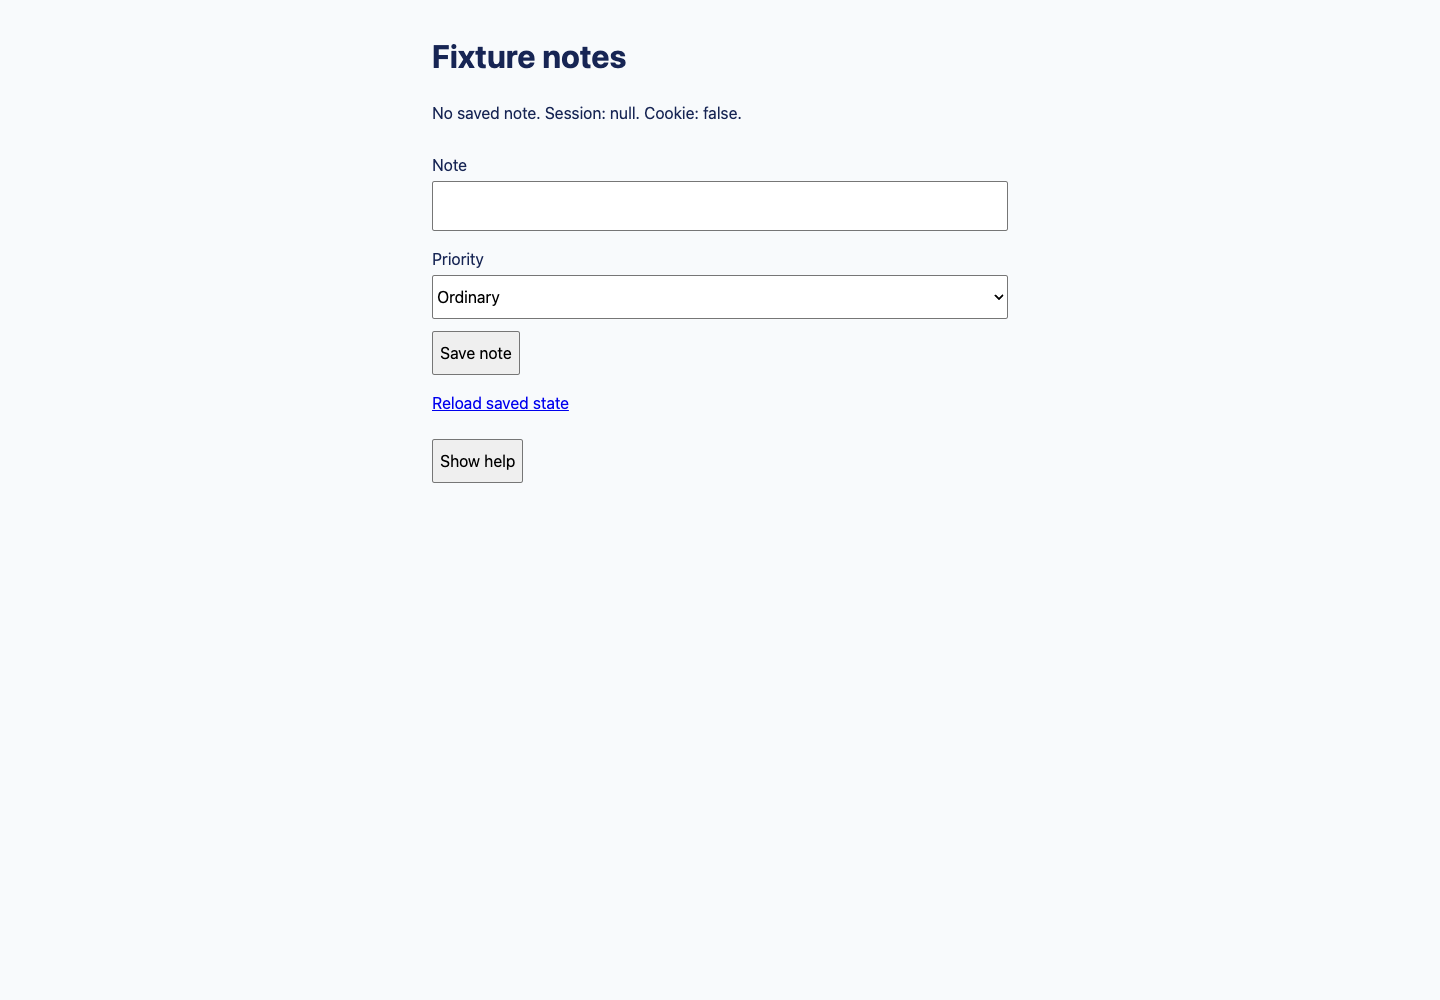 Fixture notes
No saved note. Session: null. Cookie: false.
Note
Priority
Ordinary
Save note
Reload saved state
Show help